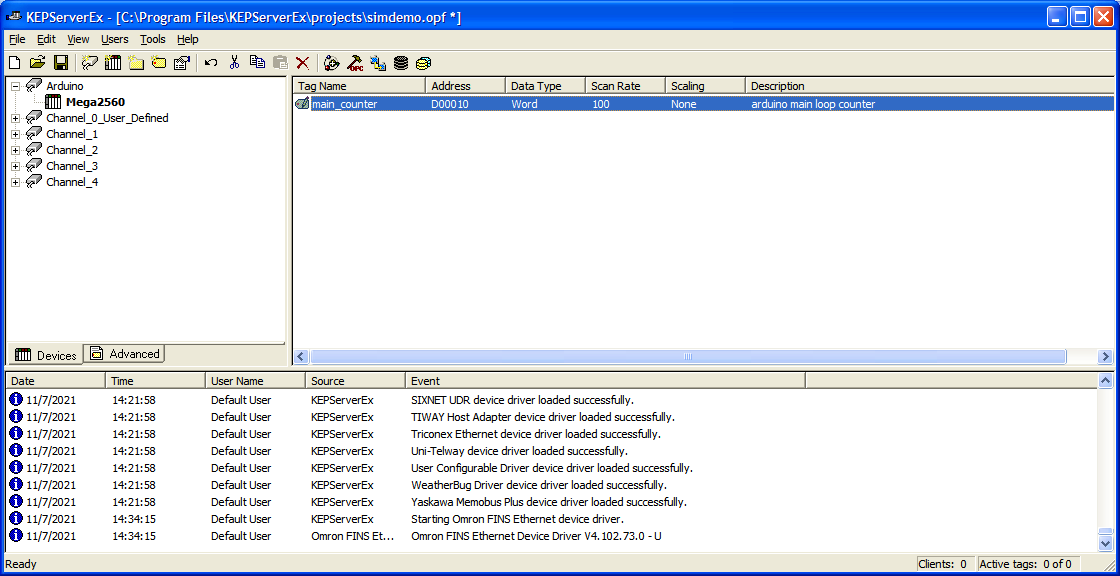 KEPServerEx - [C:\Program Files\KEPServerEx\projects\simdemo.opf *]
File Edit View Users Tools Help
OPC
Arduino
Mega2560
Channel_0_User_Defined
Channel_1
Channel_2
Channel_3
Channel_4
Devices Advanced
Tag Name Address Data Type Scan Rate Scaling Description
main_counter D00010 Word 100 None arduino main loop counter
Date Time User Name Source Event
11/7/2021 14:21:58 Default User KEPServerEx SIXNET UDR device driver loaded successfully.
11/7/2021 14:21:58 Default User KEPServerEx TIWAY Host Adapter device driver loaded successfully.
11/7/2021 14:21:58 Default User KEPServerEx Triconex Ethernet device driver loaded successfully.
11/7/2021 14:21:58 Default User KEPServerEx Uni-Telway device driver loaded successfully.
11/7/2021 14:21:58 Default User KEPServerEx User Configurable Driver device driver loaded successfully.
11/7/2021 14:21:58 Default User KEPServerEx WeatherBug Driver device driver loaded successfully.
11/7/2021 14:21:58 Default User KEPServerEx Yaskawa Memobus Plus device driver loaded successfully.
11/7/2021 14:34:15 Default User KEPServerEx Starting Omron FINS Ethernet device driver.
11/7/2021 14:34:15 Default User Omron FINS Et... Omron FINS Ethernet Device Driver V4.102.73.0 - U
Ready Clients: 0 Active tags: 0 of 0